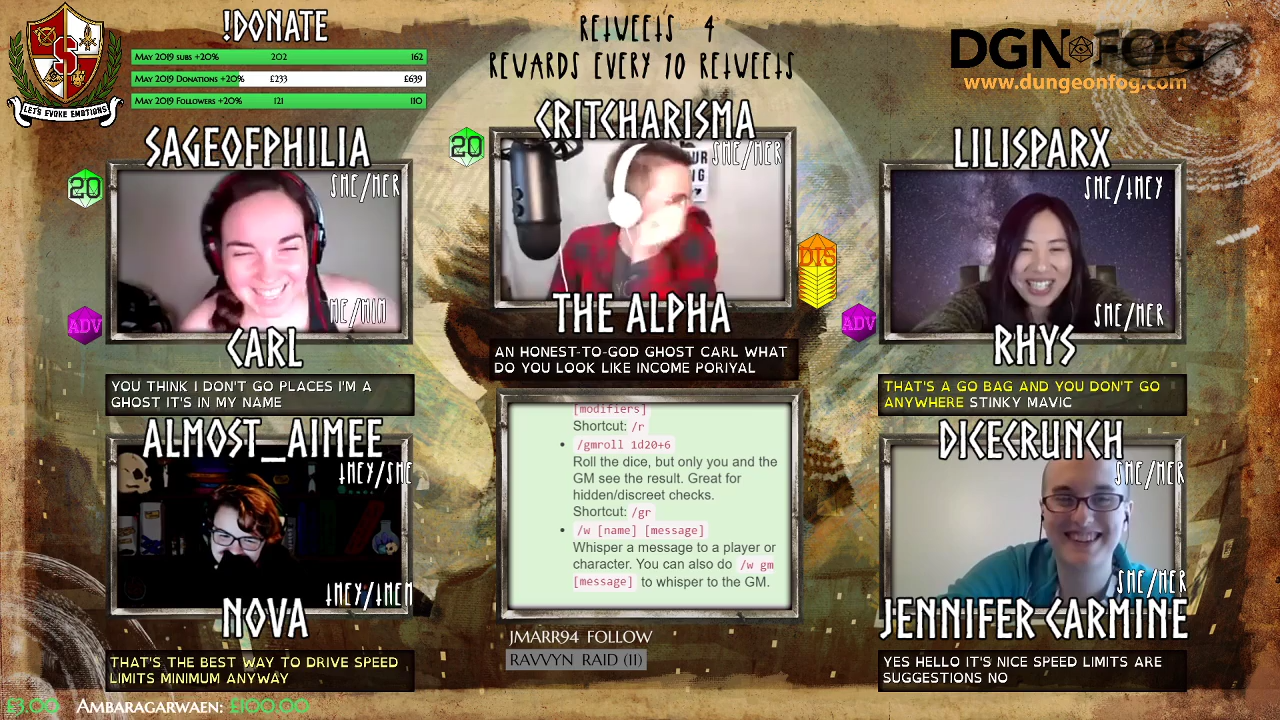 !DONATE
MAY 2019 SUBS +20% 202 162
MAY 2019 DONATIONS +20% £233 £639
MAY 2019 FOLLOWERS +20% 121 110
LET'S EVOKE EMOTIONS
RETWEETS 4
REWARDS EVERY 10 RETWEETS
DGNFOG
www.dungeonfog.com
SAGEOFPHILIA
SHE/HER
20
HE/HIM
ADV
CARL
YOU THINK I DON'T GO PLACES I'M A
GHOST IT'S IN MY NAME
CRITCHARISMA
20
SHE/HER
DIS
THE ALPHA
AN HONEST-TO-GOD GHOST CARL WHAT
DO YOU LOOK LIKE INCOME PORIYAL
LILISPARX
SHE/THEY
SHE/HER
ADV
RHYS
THAT'S A GO BAG AND YOU DON'T GO
ANYWHERE STINKY MAVIC
ALMOST_AIMEE
THEY/SHE
THEY/THEM
NOVA
THAT'S THE BEST WAY TO DRIVE SPEED
LIMITS MINIMUM ANYWAY
[modifiers]
Shortcut: /r
• /gmroll 1d20+6
Roll the dice, but only you and the
GM see the result. Great for
hidden/discreet checks.
Shortcut: /gr
• /w [name] [message]
Whisper a message to a player or
character. You can also do /w gm
[message] to whisper to the GM.
JMARR94 FOLLOW
RAVVYN RAID (11)
DICECRUNCH
SHE/HER
SHE/HER
JENNIFER CARMINE
YES HELLO IT'S NICE SPEED LIMITS ARE
SUGGESTIONS NO
£3.00 AMBARAGARWAEN: £100.00